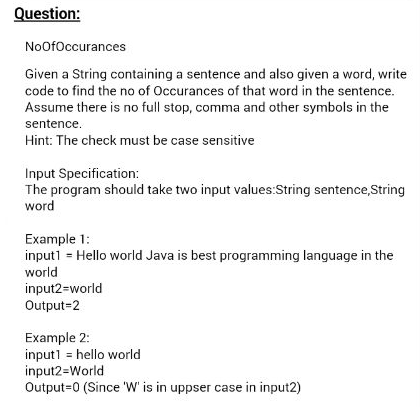 Question:
NoOfOccurances
Given a String containing a sentence and also given a word, write
code to find the no of Occurances of that word in the sentence.
Assume there is no full stop, comma and other symbols in the
sentence.
Hint: The check must be case sensitive
Input Specification:
The program should take two input values:String sentence,String
word
Example 1:
input1 = Hello world Java is best programming language in the
world
input2=world
Output=2
Example 2:
input1 = hello world
input2=World
Output=0 (Since 'W' is in uppser case in input2)